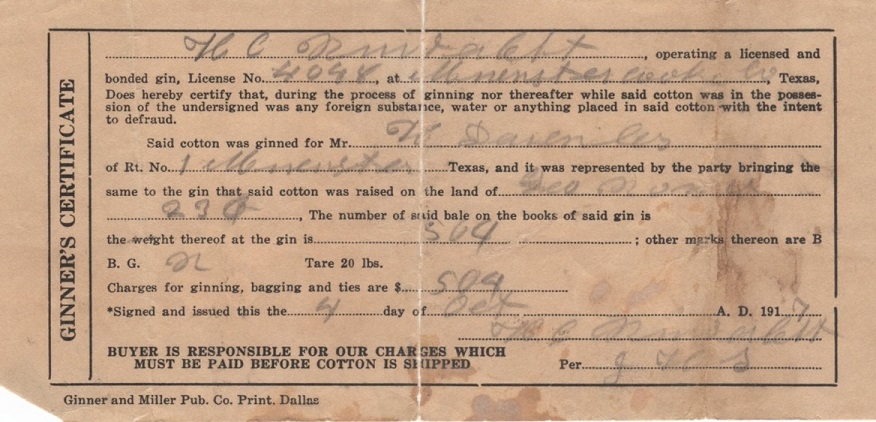 GINNER'S CERTIFICATE
H C, operating a licensed and
bonded gin, License No. 4094, at Muenster Cooke Co, Texas,
Does hereby certify that, during the process of ginning nor thereafter while said cotton was in the posses-
sion of the undersigned was any foreign substance, water or anything placed in said cotton with the intent
to defraud.
Said cotton was ginned for Mr.
of Rt. No. 1 Muenster Texas, and it was represented by the party bringing the
same to the gin that said cotton was raised on the land of Geo
, The number of said bale on the books of said gin is
the weight thereof at the gin is 504; other marks thereon are B
B. G. Tare 20 lbs.
Charges for ginning, bagging and ties are $ 504
*Signed and issued this the 4 day of Oct A. D. 1917
H C
BUYER IS RESPONSIBLE FOR OUR CHARGES WHICH
MUST BE PAID BEFORE COTTON IS SHIPPED Per
Ginner and Miller Pub. Co. Print, Dallas